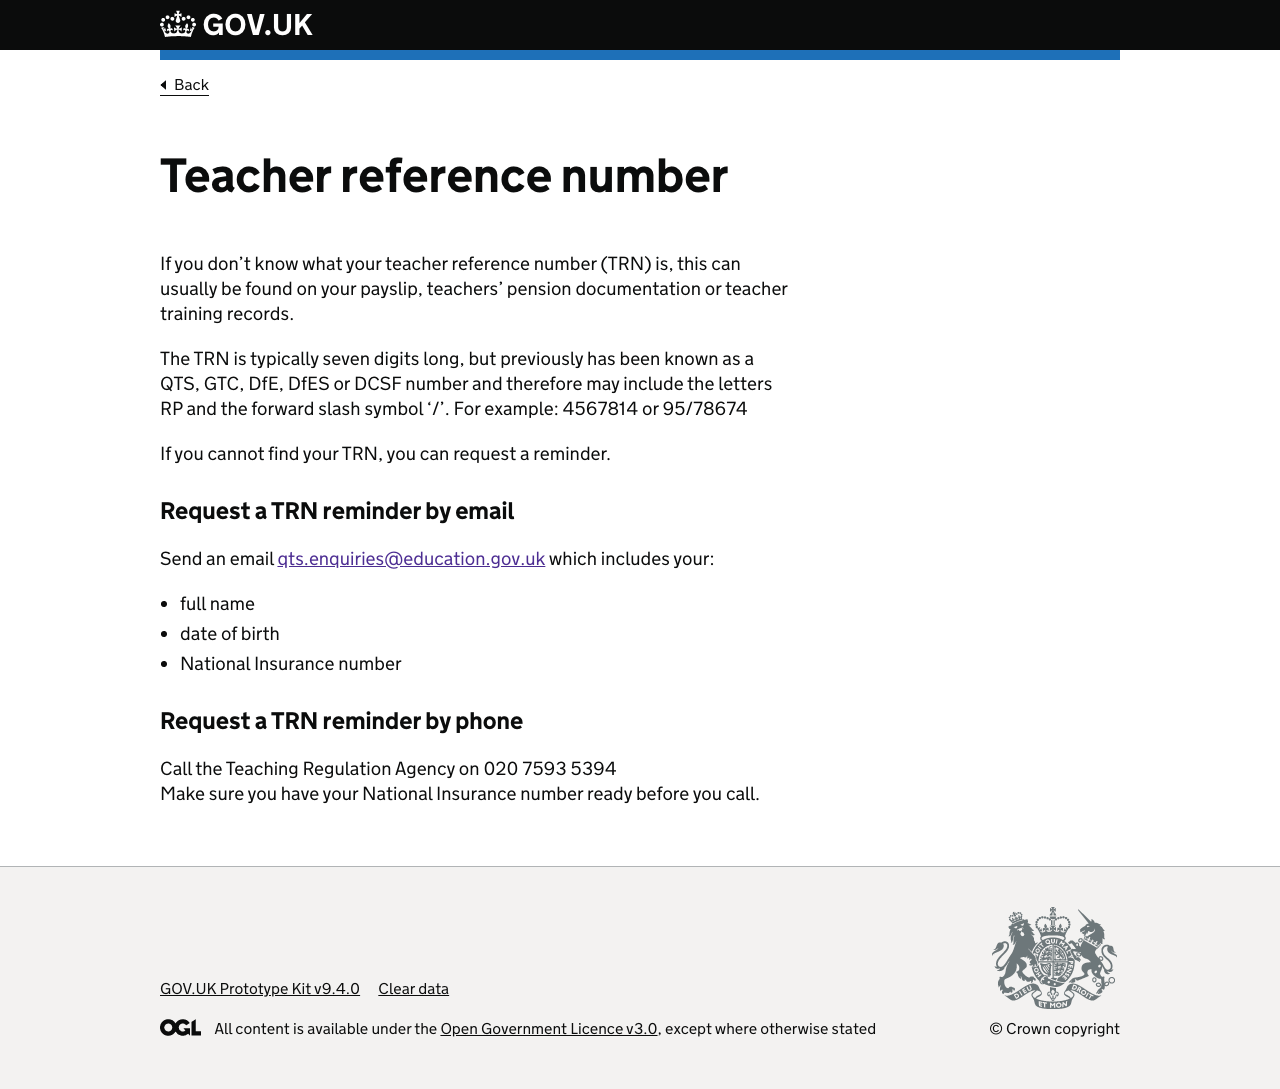 GOV.UK
Back
Teacher reference number
If you don’t know what your teacher reference number (TRN) is, this can
usually be found on your payslip, teachers’ pension documentation or teacher
training records.
The TRN is typically seven digits long, but previously has been known as a
QTS, GTC, DfE, DfES or DCSF number and therefore may include the letters
RP and the forward slash symbol ‘/’. For example: 4567814 or 95/78674
If you cannot find your TRN, you can request a reminder.
Request a TRN reminder by email
Send an email qts.enquiries@education.gov.uk which includes your:
• full name
• date of birth
• National Insurance number
Request a TRN reminder by phone
Call the Teaching Regulation Agency on 020 7593 5394
Make sure you have your National Insurance number ready before you call.
GOV.UK Prototype Kit v9.4.0 Clear data
OGL All content is available under the Open Government Licence v3.0, except where otherwise stated
DIEU ET MON DROIT
© Crown copyright